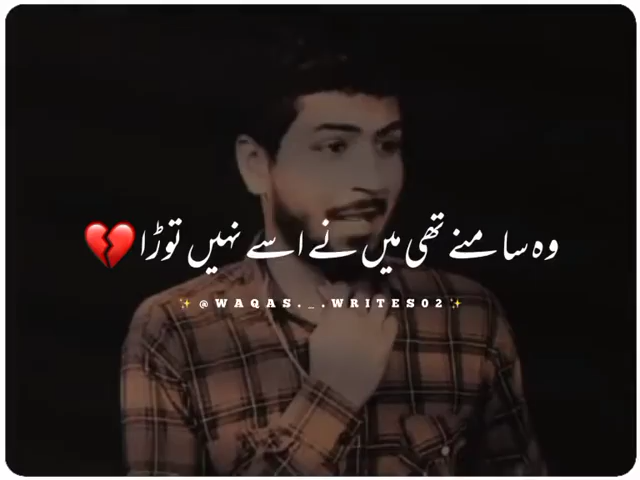 وہ سامنے تھی میں نے اسے نہیں توڑا 💔
✨@WAQAS._.WRITES02✨